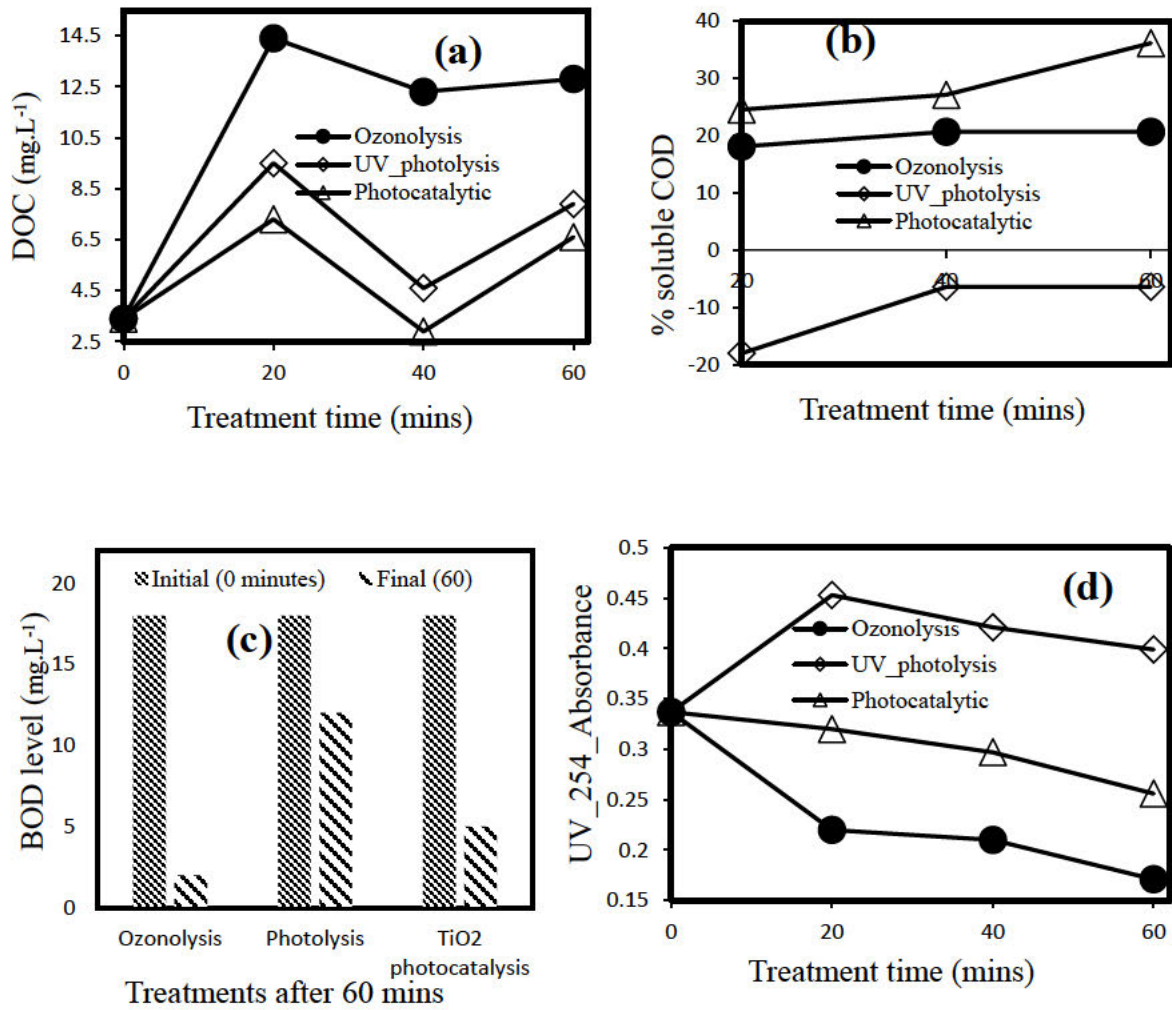 (a)
DOC (mg.L-1)
14.5
12.5
10.5
8.5
6.5
4.5
2.5
Ozonolysis
UV_photolysis
Photocatalytic
0 20 40 60
Treatment time (mins)
(b)
% soluble COD
40
30
20
10
0
-10
-20
Ozonolysis
UV_photolysis
Photocatalytic
20 40 60
Treatment time (mins)
(c)
BOD level (mg.L-1)
20
15
10
5
0
Initial (0 minutes) Final (60)
Ozonolysis Photolysis TiO2
photocatalysis
Treatments after 60 mins
(d)
UV_254_Absorbance
0.5
0.45
0.4
0.35
0.3
0.25
0.2
0.15
Ozonolysis
UV_photolysis
Photocatalytic
0 20 40 60
Treatment time (mins)